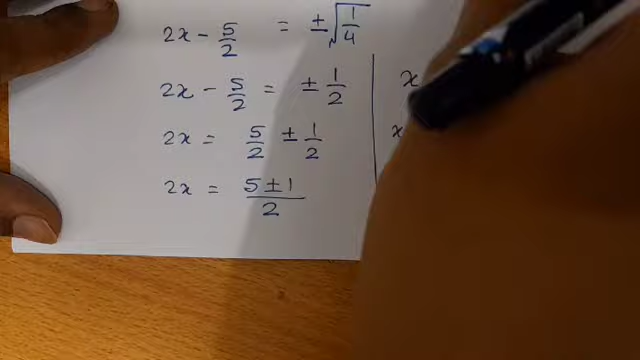 2x - 5/2 = ± √1/4
2x - 5/2 = ± 1/2
2x = 5/2 ± 1/2
2x = 5 ± 1 / 2
x
x